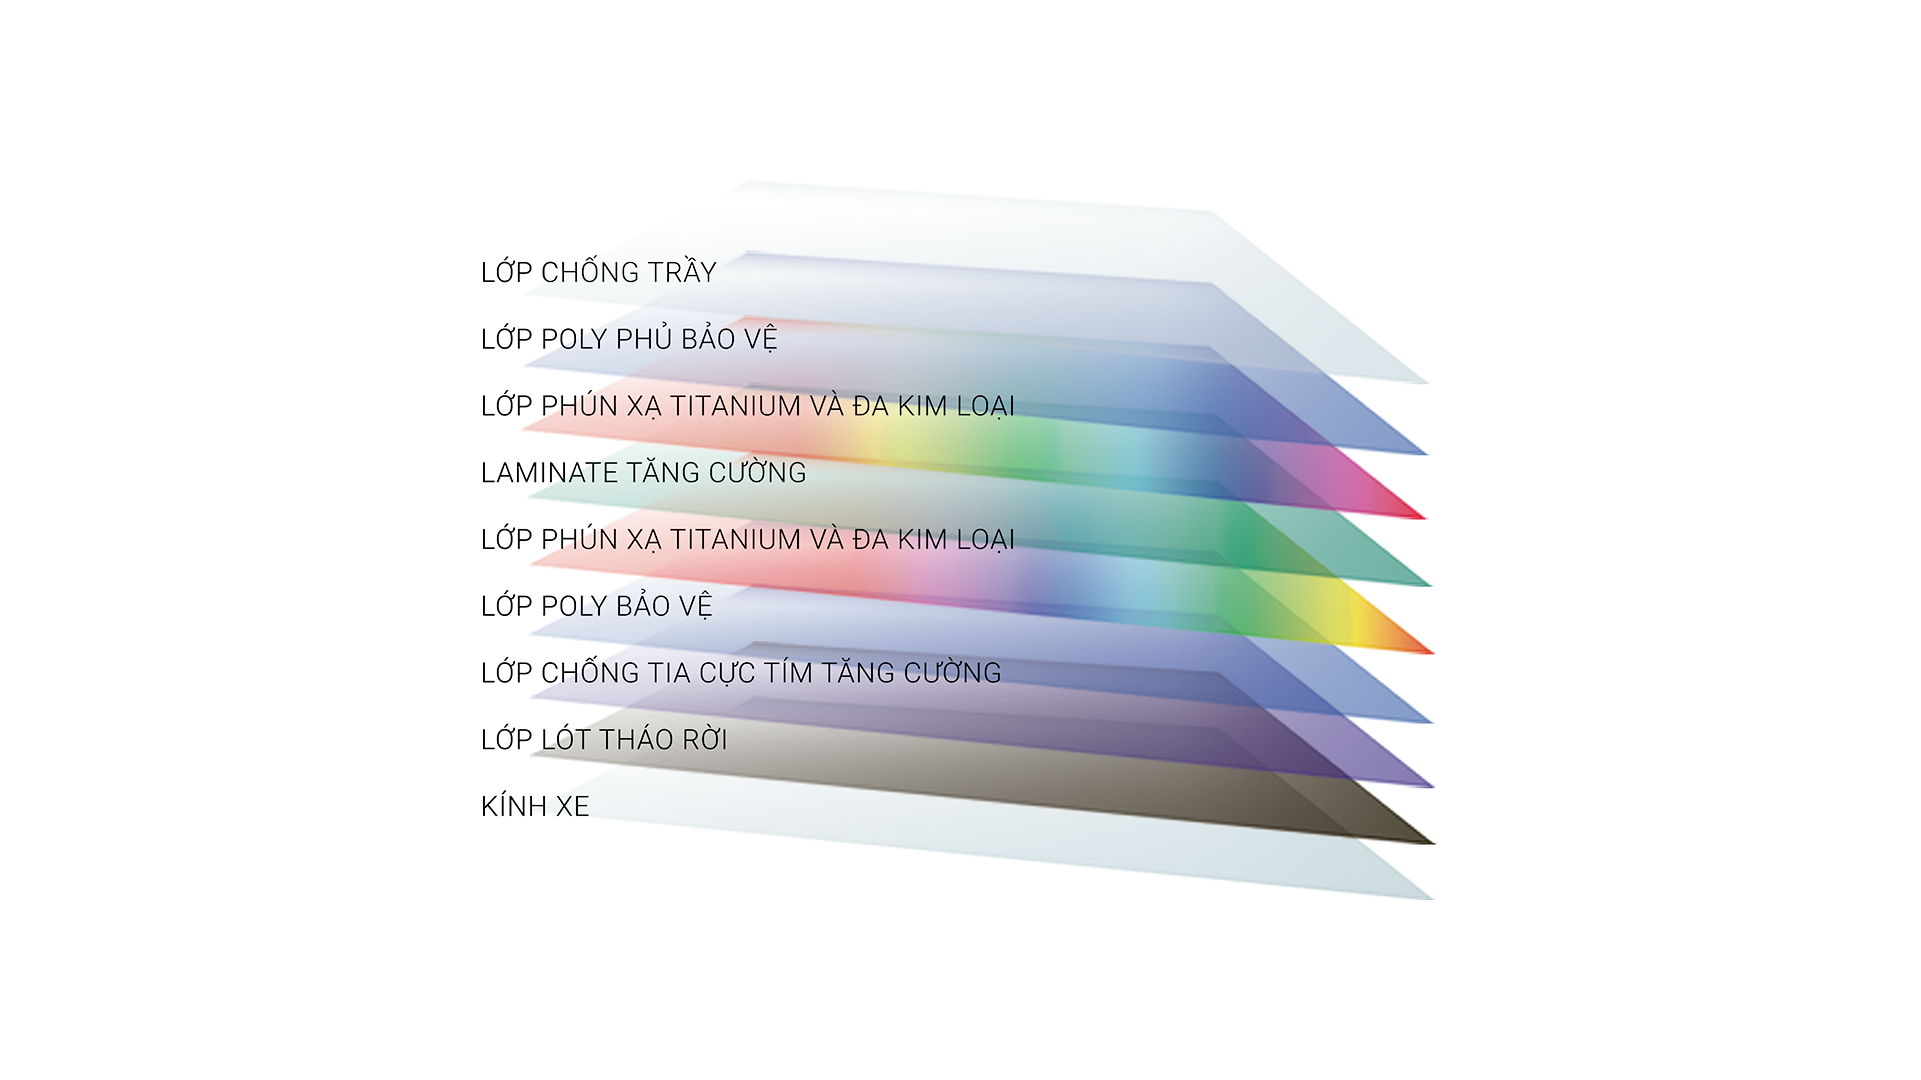 LỚP CHỐNG TRẦY
LỚP POLY PHỦ BẢO VỆ
LỚP PHÚN XẠ TITANIUM VÀ ĐA KIM LOẠI
LAMINATE TĂNG CƯỜNG
LỚP PHÚN XẠ TITANIUM VÀ ĐA KIM LOẠI
LỚP POLY BẢO VỆ
LỚP CHỐNG TIA CỰC TÍM TĂNG CƯỜNG
LỚP LÓT THÁO RỜI
KÍNH XE